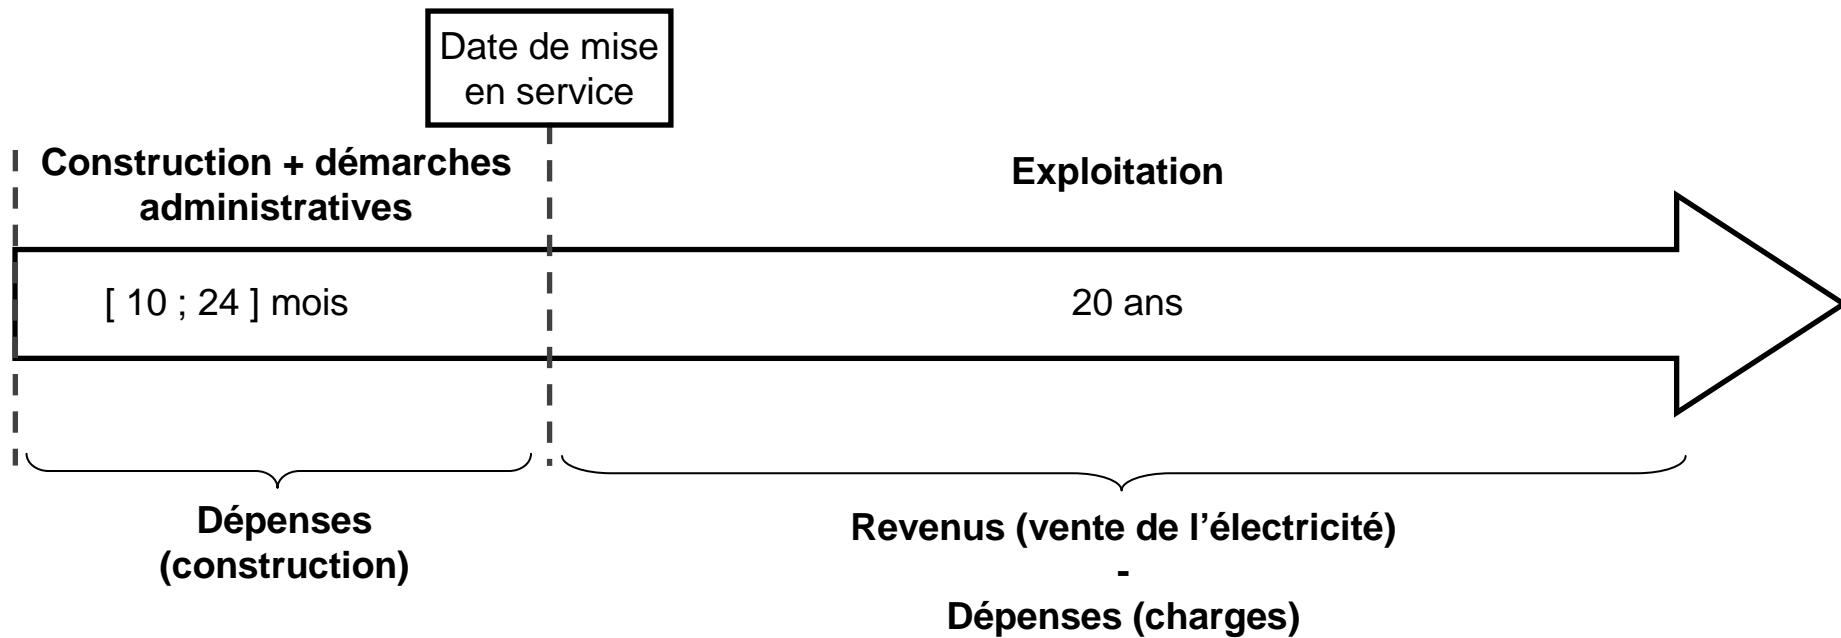 Date de mise
en service
Construction + démarches
administratives
Exploitation
[ 10 ; 24 ] mois
20 ans
Dépenses
(construction)
Revenus (vente de l’électricité)
-
Dépenses (charges)